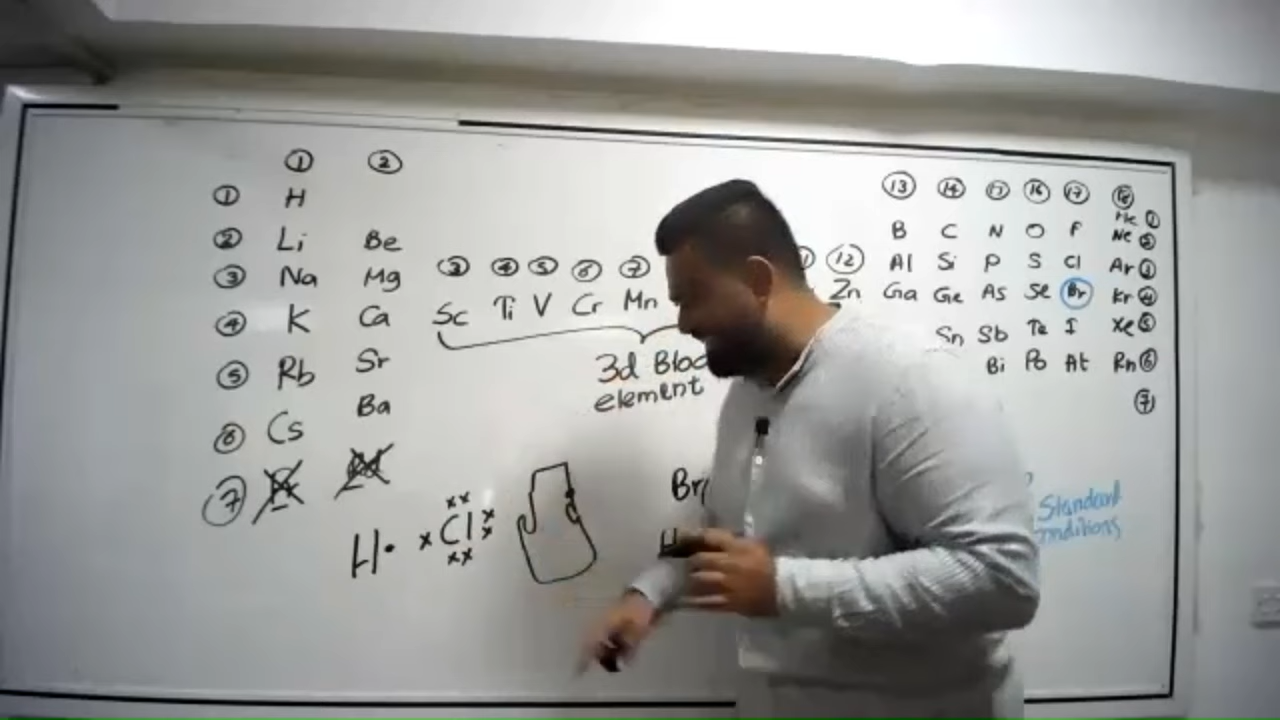 ① ②
① H
② Li Be
③ Na Mg
④ K Ca
⑤ Rb Sr
⑥ Cs Ba
⑦
③ ④ ⑤ ⑥ ⑦ ⑫
Sc Ti V Cr Mn Zn
3d Bloc
element
⑬ ⑭ ⑮ ⑯ ⑰ ⑱
B C N O F He ①
Ne ②
Al Si P S Cl Ar ③
Ga Ge As Se Br Kr ④
Sn Sb Te I Xe ⑤
Bi Po At Rn ⑥
⑦
H• ×Cl ×× ×× ××
Br
H
Standard
onditions